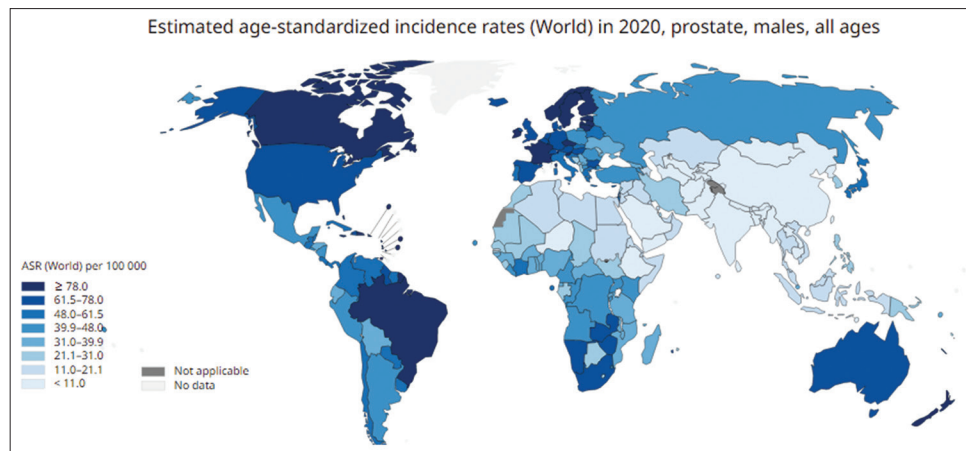 Estimated age-standardized incidence rates (World) in 2020, prostate, males, all ages
ASR (World) per 100 000
≥ 78.0
61.5–78.0
48.0–61.5
39.9–48.0
31.0–39.9
21.1–31.0
11.0–21.1
< 11.0
Not applicable
No data